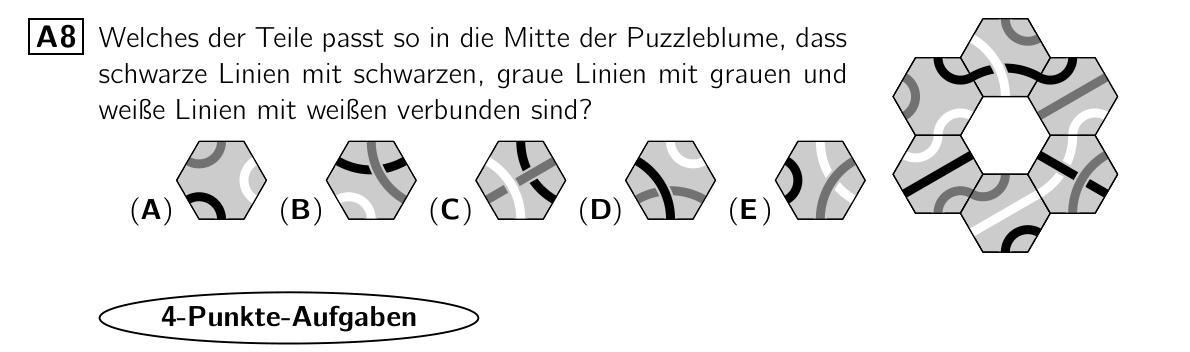 A8 Welches der Teile passt so in die Mitte der Puzzleblume, dass
schwarze Linien mit schwarzen, graue Linien mit grauen und
weiße Linien mit weißen verbunden sind?
(A) (B) (C) (D) (E)
4-Punkte-Aufgaben